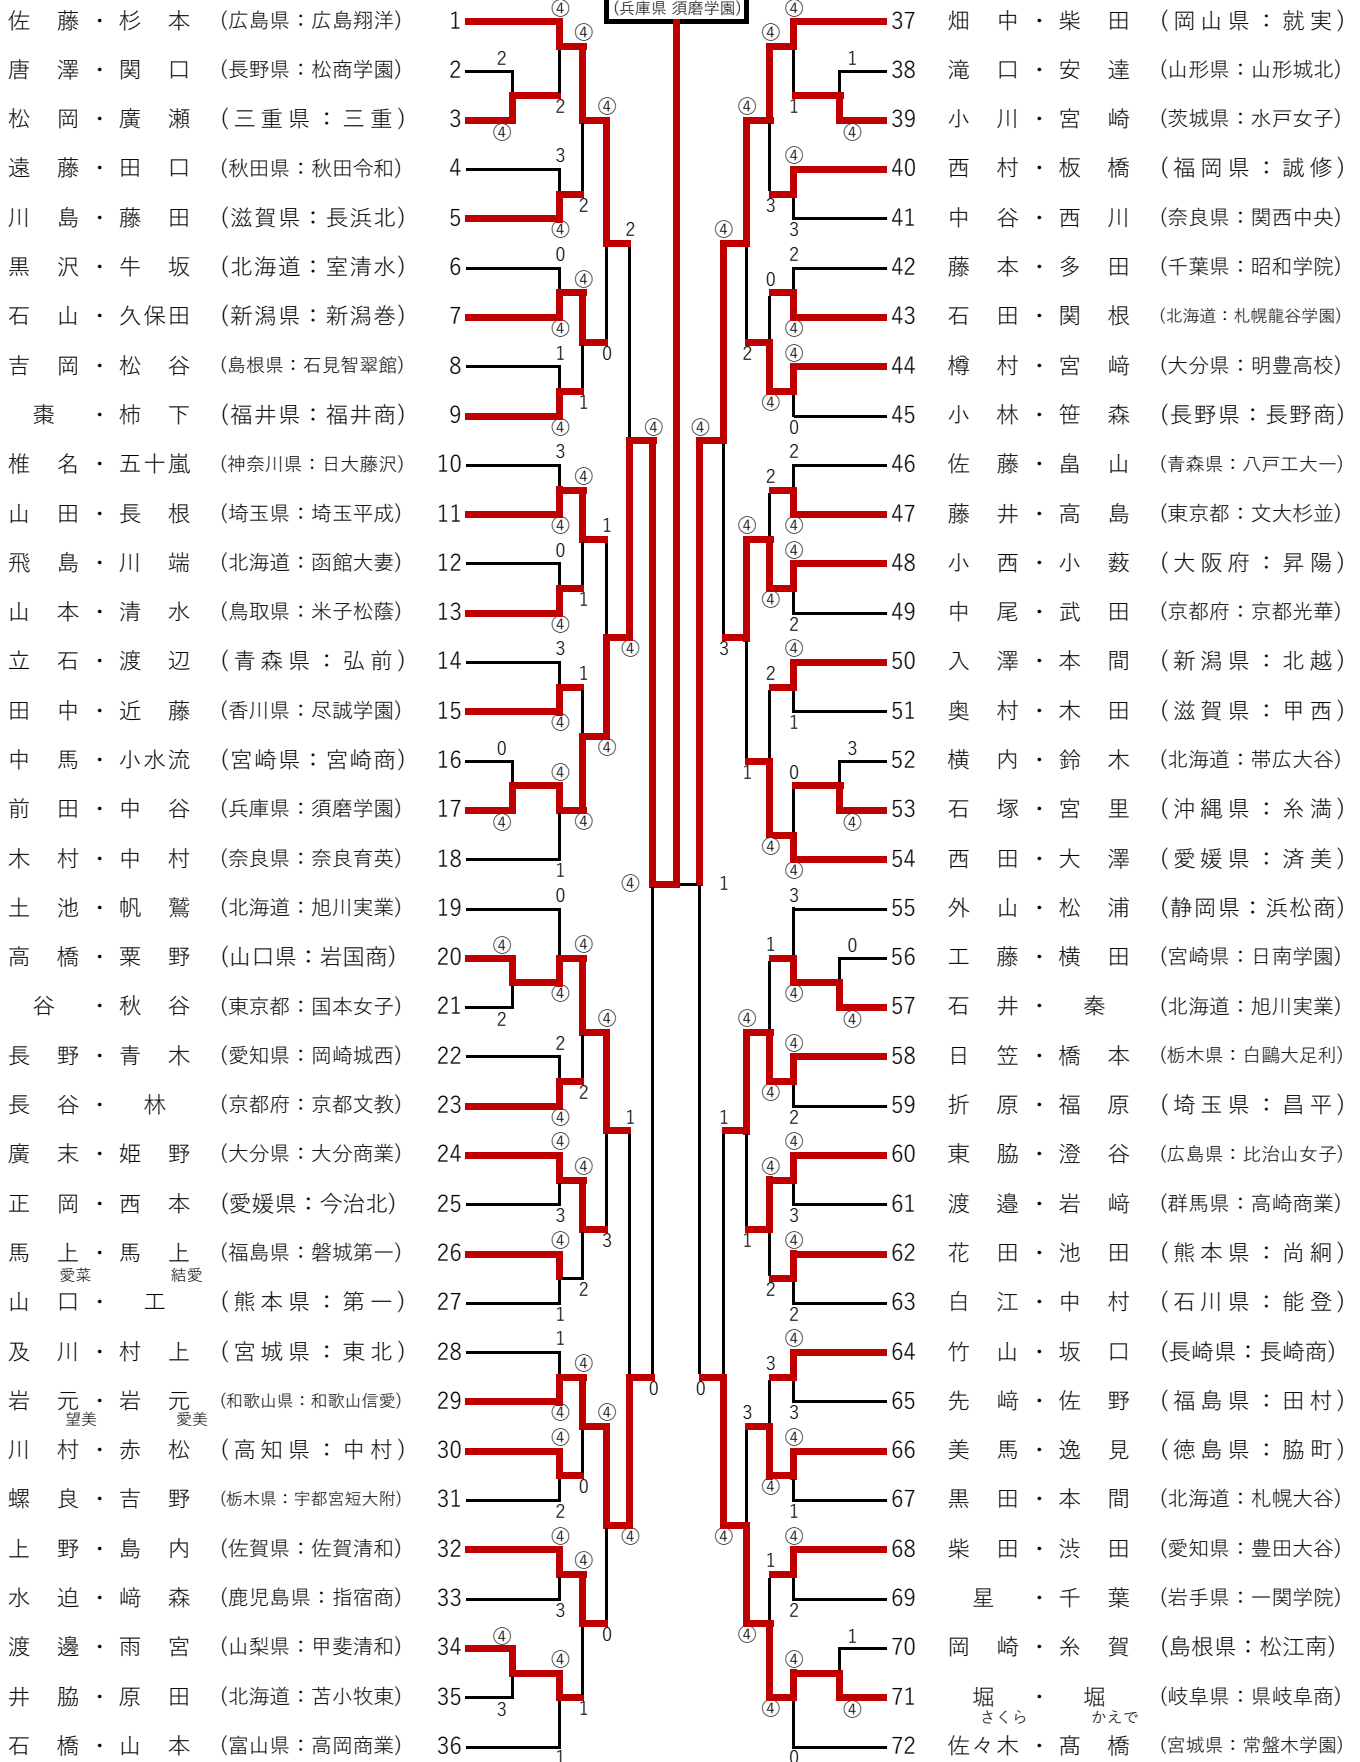 (兵庫県 須磨学園)
佐藤・杉本 (広島県：広島翔洋) 1
唐澤・関口 (長野県：松商学園) 2
松岡・廣瀬 (三重県：三重) 3
遠藤・田口 (秋田県：秋田令和) 4
川島・藤田 (滋賀県：長浜北) 5
黒沢・牛坂 (北海道：室清水) 6
石山・久保田 (新潟県：新潟巻) 7
吉岡・松谷 (島根県：石見智翠館) 8
棗・柿下 (福井県：福井商) 9
椎名・五十嵐 (神奈川県：日大藤沢) 10
山田・長根 (埼玉県：埼玉平成) 11
飛島・川端 (北海道：函館大妻) 12
山本・清水 (鳥取県：米子松蔭) 13
立石・渡辺 (青森県：弘前) 14
田中・近藤 (香川県：尽誠学園) 15
中馬・小水流 (宮崎県：宮崎商) 16
前田・中谷 (兵庫県：須磨学園) 17
木村・中村 (奈良県：奈良育英) 18
土池・帆鷲 (北海道：旭川実業) 19
高橋・粟野 (山口県：岩国商) 20
谷・秋谷 (東京都：国本女子) 21
長野・青木 (愛知県：岡崎城西) 22
長谷・林 (京都府：京都文教) 23
廣末・姫野 (大分県：大分商業) 24
正岡・西本 (愛媛県：今治北) 25
馬上・馬上 (福島県：磐城第一) 26
愛菜 結愛
山口・工 (熊本県：第一) 27
及川・村上 (宮城県：東北) 28
岩元・岩元 (和歌山県：和歌山信愛) 29
望美 愛美
川村・赤松 (高知県：中村) 30
螺良・吉野 (栃木県：宇都宮短大附) 31
上野・島内 (佐賀県：佐賀清和) 32
水迫・﨑森 (鹿児島県：指宿商) 33
渡邊・雨宮 (山梨県：甲斐清和) 34
井脇・原田 (北海道：苫小牧東) 35
石橋・山本 (富山県：高岡商業) 36
37 畑中・柴田 (岡山県：就実)
38 滝口・安達 (山形県：山形城北)
39 小川・宮崎 (茨城県：水戸女子)
40 西村・板橋 (福岡県：誠修)
41 中谷・西川 (奈良県：関西中央)
42 藤本・多田 (千葉県：昭和学院)
43 石田・関根 (北海道：札幌龍谷学園)
44 樽村・宮﨑 (大分県：明豊高校)
45 小林・笹森 (長野県：長野商)
46 佐藤・畠山 (青森県：八戸工大一)
47 藤井・高島 (東京都：文大杉並)
48 小西・小薮 (大阪府：昇陽)
49 中尾・武田 (京都府：京都光華)
50 入澤・本間 (新潟県：北越)
51 奥村・木田 (滋賀県：甲西)
52 横内・鈴木 (北海道：帯広大谷)
53 石塚・宮里 (沖縄県：糸満)
54 西田・大澤 (愛媛県：済美)
55 外山・松浦 (静岡県：浜松商)
56 工藤・横田 (宮崎県：日南学園)
57 石井・秦 (北海道：旭川実業)
58 日笠・橋本 (栃木県：白鷗大足利)
59 折原・福原 (埼玉県：昌平)
60 東脇・澄谷 (広島県：比治山女子)
61 渡邉・岩﨑 (群馬県：高崎商業)
62 花田・池田 (熊本県：尚絅)
63 白江・中村 (石川県：能登)
64 竹山・坂口 (長崎県：長崎商)
65 先﨑・佐野 (福島県：田村)
66 美馬・逸見 (徳島県：脇町)
67 黒田・本間 (北海道：札幌大谷)
68 柴田・渋田 (愛知県：豊田大谷)
69 星・千葉 (岩手県：一関学院)
70 岡崎・糸賀 (島根県：松江南)
71 堀・堀 (岐阜県：県岐阜商)
さくら かえで
72 佐々木・髙橋 (宮城県：常盤木学園)